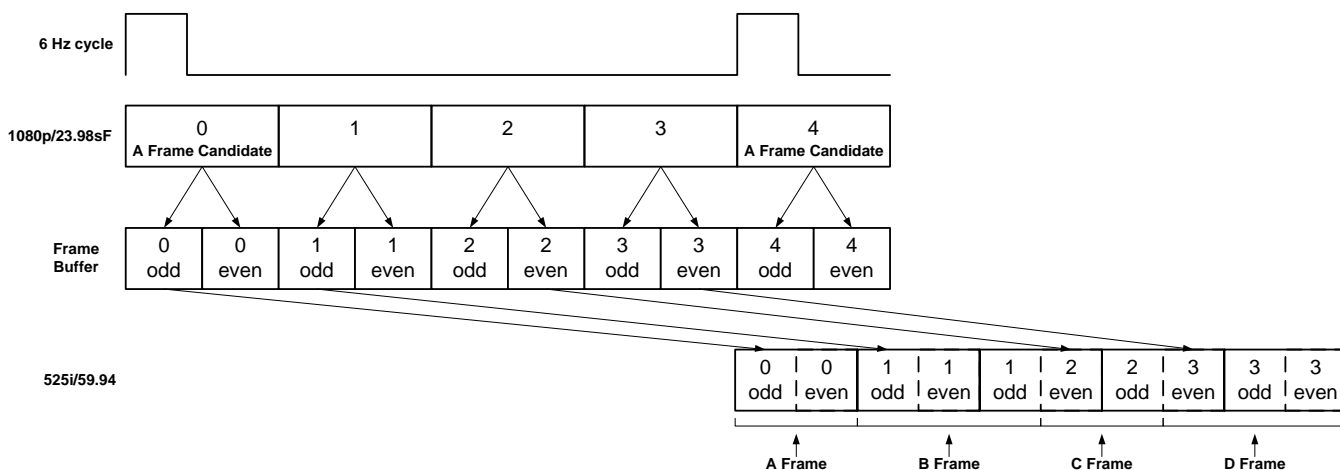 6 Hz cycle
1080p/23.98sF
0 1 2 3 4
A Frame Candidate A Frame Candidate
Frame
Buffer
0 0 1 1 2 2 3 3 4 4
odd even odd even odd even odd even odd even
525i/59.94
0 0 1 1 1 2 2 3 3 3
odd even odd even odd even odd even odd even
A Frame B Frame C Frame D Frame